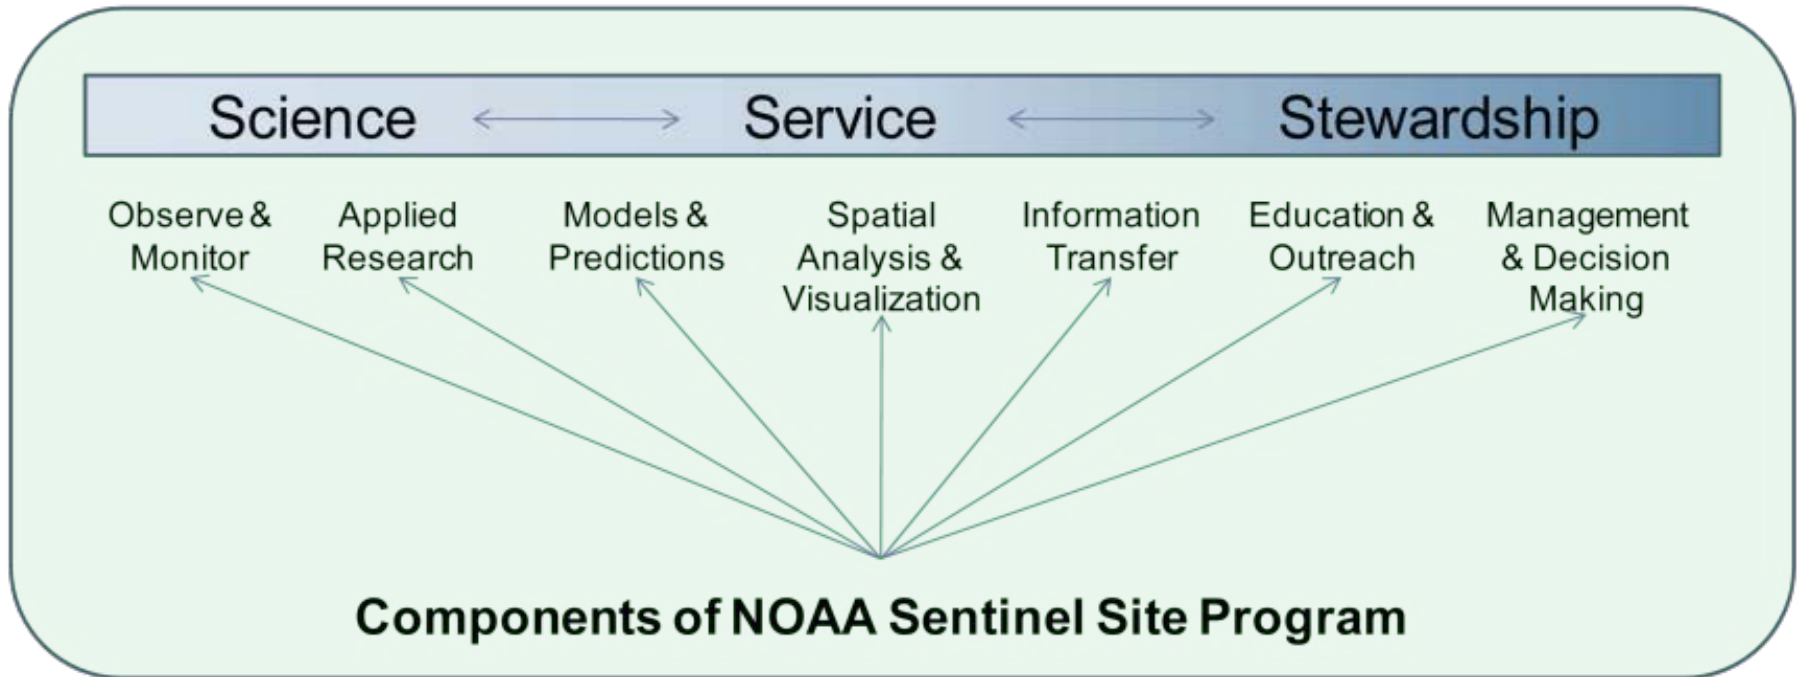 Science Service Stewardship
Observe &
Monitor
Applied
Research
Models &
Predictions
Spatial
Analysis &
Visualization
Information
Transfer
Education &
Outreach
Management
& Decision
Making
Components of NOAA Sentinel Site Program